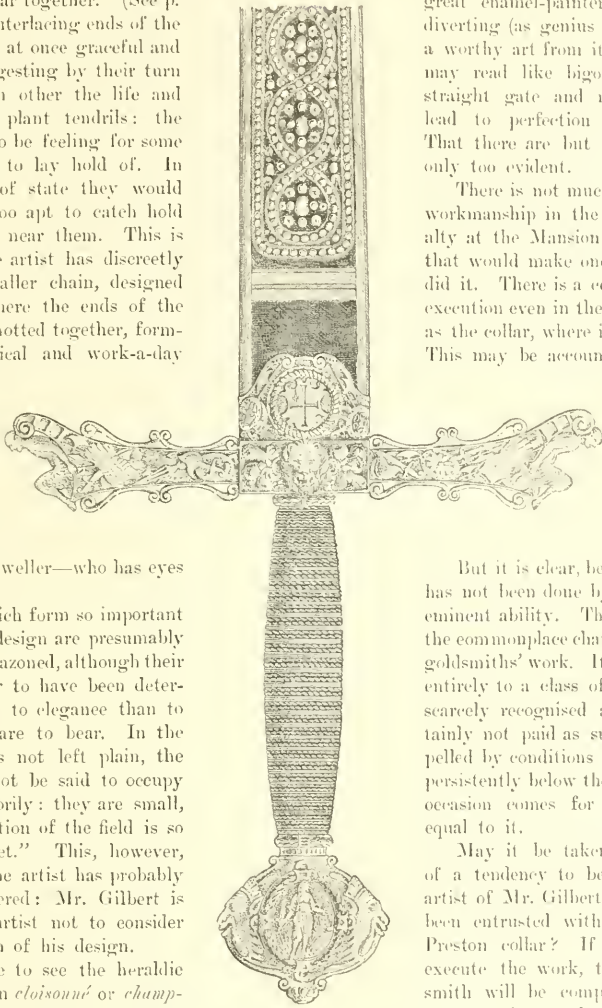 ar together. (See p.
nterlacing ends of the
at once graceful and
gesting by their turn
n other the life and
plant tendrils: the
o be feeling for some
to lay hold of. In
of state they would
oo apt to catch hold
near them. This is
e artist has discreetly
aller chain, designed
here the ends of the
notted together, form-
ical and work-a-day
weller—who has eyes
ich form so important
design are presumably
azoned, although their
r to have been deter-
to elegance than to
are to bear. In the
s not left plain, the
ot be said to occupy
orily: they are small,
tion of the field is so
et." This, however,
he artist has probably
ered: Mr. Gilbert is
artist not to consider
n of his design.
e to see the heraldic
n cloisonné or champ-
great enamel-painter
diverting (as genius
a worthy art from it
may read like bigo
straight gate and n
lead to perfection
That there are but
only too evident.
There is not much
workmanship in the
alty at the Mansion
that would make one
did it. There is a co
execution even in the
as the collar, where i
This may be accoun
But it is clear, be
has not been done by
eminent ability. Th
the commonplace cha
goldsmiths' work. It
entirely to a class of
scarcely recognised a
tainly not paid as su
pelled by conditions
persistently below the
occasion comes for
equal to it.
May it be taken
of a tendency to be
artist of Mr. Gilbert
been entrusted with
Preston collar? If
execute the work, t
smith will be comp